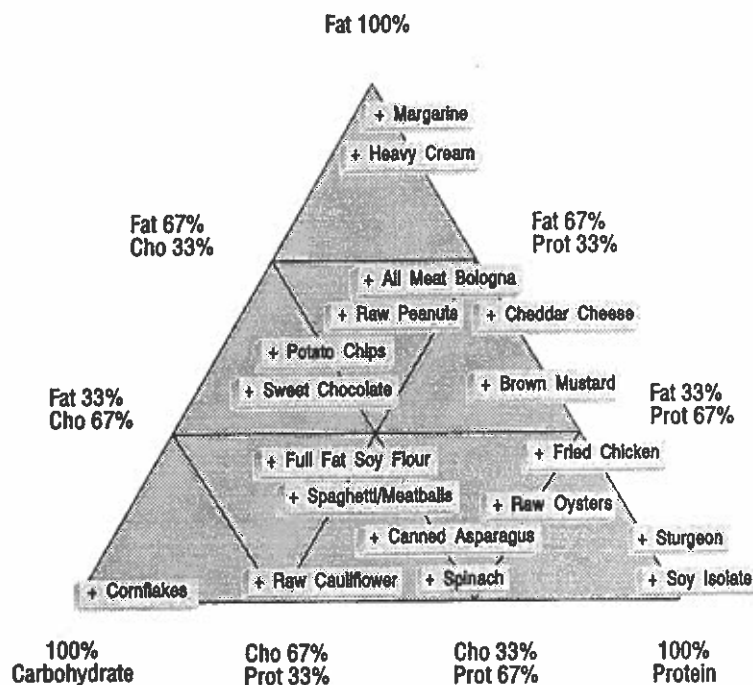 Fat 100%
+ Margarine
+ Heavy Cream
Fat 67%
Cho 33%
Fat 67%
Prot 33%
+ All Meat Bologna
+ Raw Peanuts
+ Cheddar Cheese
+ Potato Chips
+ Sweet Chocolate
+ Brown Mustard
Fat 33%
Cho 67%
Fat 33%
Prot 67%
+ Full Fat Soy Flour
+ Fried Chicken
+ Spaghetti/Meatballs
+ Raw Oysters
+ Canned Asparagus
+ Sturgeon
+ Cornflakes
+ Raw Cauliflower
+ Spinach
+ Soy Isolate
100%
Carbohydrate
Cho 67%
Prot 33%
Cho 33%
Prot 67%
100%
Protein